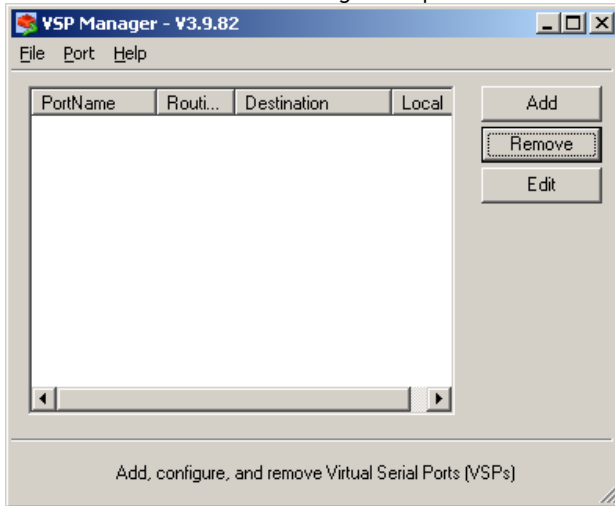 VSP Manager - V3.9.82
File Port Help
PortName Routi... Destination Local
Add
Remove
Edit
Add, configure, and remove Virtual Serial Ports (VSPs)